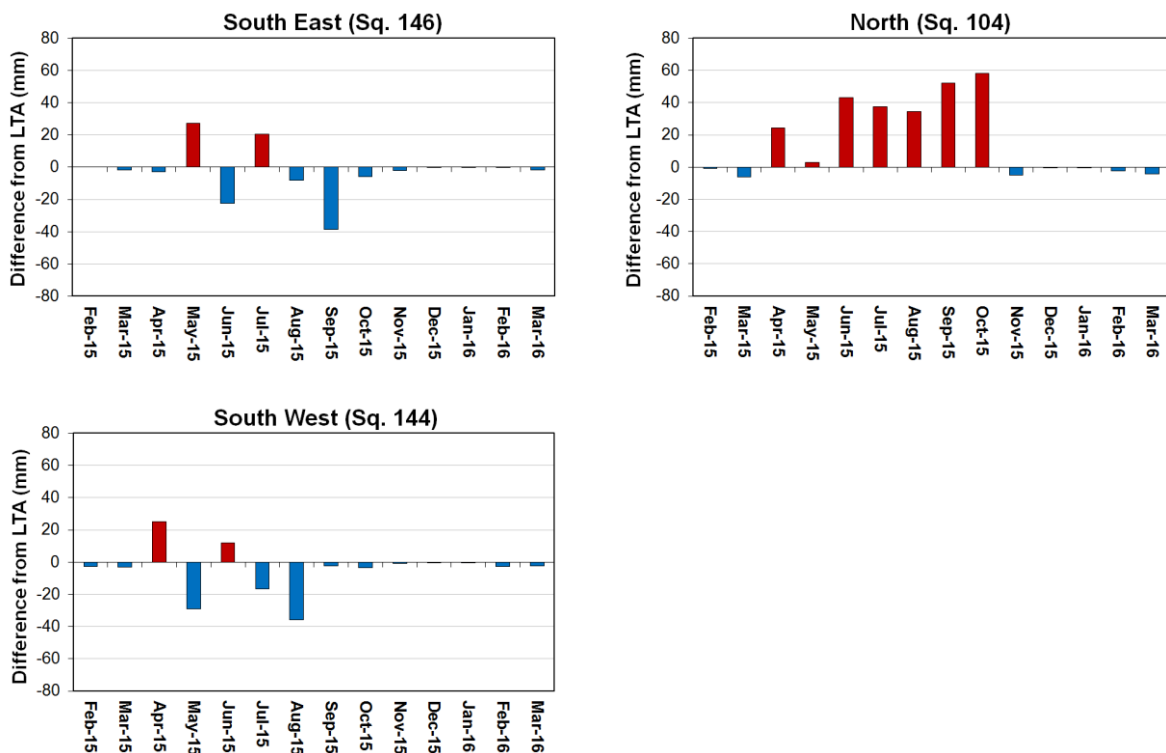 South East (Sq. 146)
Difference from LTA (mm)
80
60
40
20
0
-20
-40
-60
-80
Feb-15
Mar-15
Apr-15
May-15
Jun-15
Jul-15
Aug-15
Sep-15
Oct-15
Nov-15
Dec-15
Jan-16
Feb-16
Mar-16
North (Sq. 104)
Difference from LTA (mm)
80
60
40
20
0
-20
-40
-60
-80
Feb-15
Mar-15
Apr-15
May-15
Jun-15
Jul-15
Aug-15
Sep-15
Oct-15
Nov-15
Dec-15
Jan-16
Feb-16
Mar-16
South West (Sq. 144)
Difference from LTA (mm)
80
60
40
20
0
-20
-40
-60
-80
Feb-15
Mar-15
Apr-15
May-15
Jun-15
Jul-15
Aug-15
Sep-15
Oct-15
Nov-15
Dec-15
Jan-16
Feb-16
Mar-16